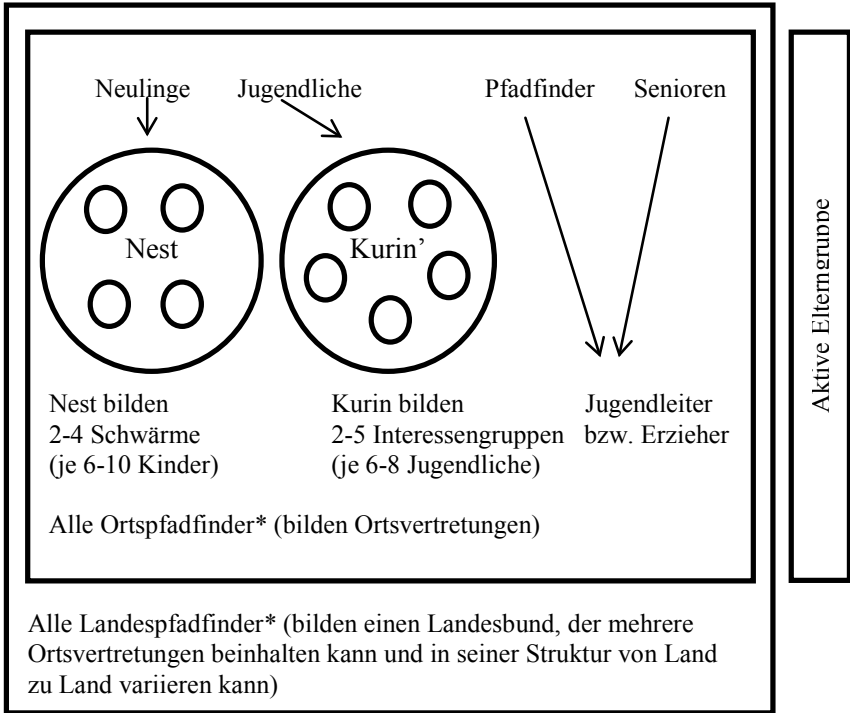 Neulinge Jugendliche Pfadfinder Senioren
Nest
Kurin’
Nest bilden
2-4 Schwärme
(je 6-10 Kinder)
Kurin bilden
2-5 Interessengruppen
(je 6-8 Jugendliche)
Jugendleiter
bzw. Erzieher
Alle Ortspfadfinder* (bilden Ortsvertretungen)
Alle Landespfadfinder* (bilden einen Landesbund, der mehrere
Ortsvertretungen beinhalten kann und in seiner Struktur von Land
zu Land variieren kann)
Aktive Elterngruppe